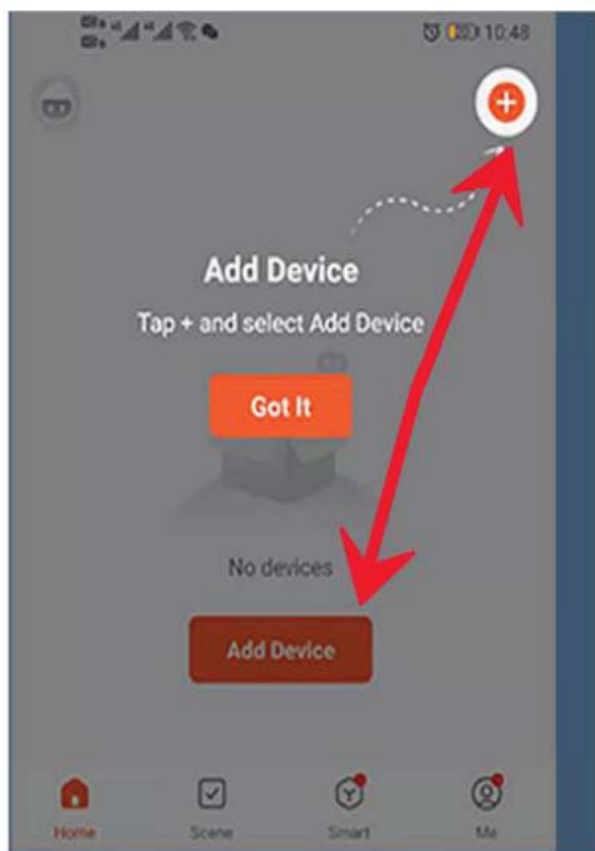 10:48
Add Device
Tap + and select Add Device
Got It
No devices
Add Device
Home Scene Smart Me